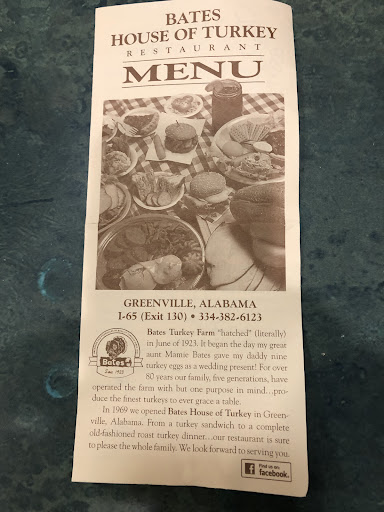 BATES
HOUSE OF TURKEY
RESTAURANT
MENU
GREENVILLE, ALABAMA
I-65 (Exit 130) • 334-382-6123
Bates
Since 1923
Bates Turkey Farm "hatched" (literally)
in June of 1923. It began the day my great
aunt Mamie Bates gave my daddy nine
turkey eggs as a wedding present! For over
80 years our family, five generations, have
operated the farm with but one purpose in mind...pro-
duce the finest turkeys to ever grace a table.
In 1969 we opened Bates House of Turkey in Green-
ville, Alabama. From a turkey sandwich to a complete
old-fashioned roast turkey dinner...our restaurant is sure
to please the whole family. We look forward to serving you.
f Find us on
facebook.